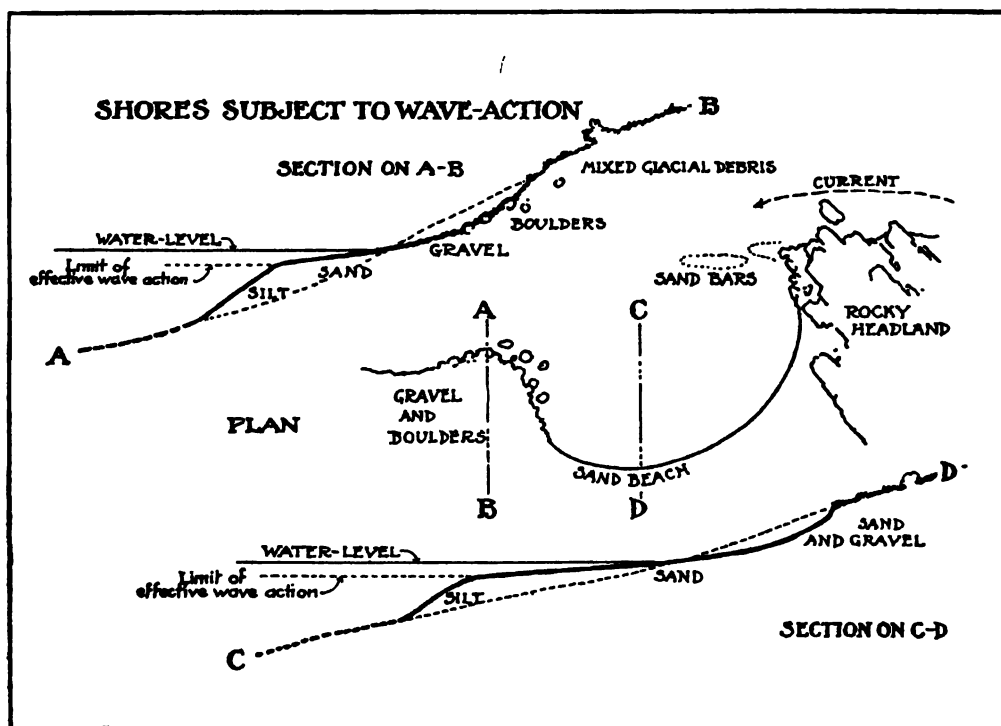 SHORES SUBJECT TO WAVE-ACTION
B
SECTION ON A-B
MIXED GLACIAL DEBRIS
CURRENT
BOULDERS
WATER-LEVEL
GRAVEL
Limit of
effective wave action
SAND
SILT
SAND BARS
A
A
C
ROCKY
HEADLAND
PLAN
GRAVEL
AND
BOULDERS
SAND BEACH
B
D
D
SAND
AND GRAVEL
WATER-LEVEL
Limit of
effective wave action
SAND
SILT
SECTION ON C-D
C